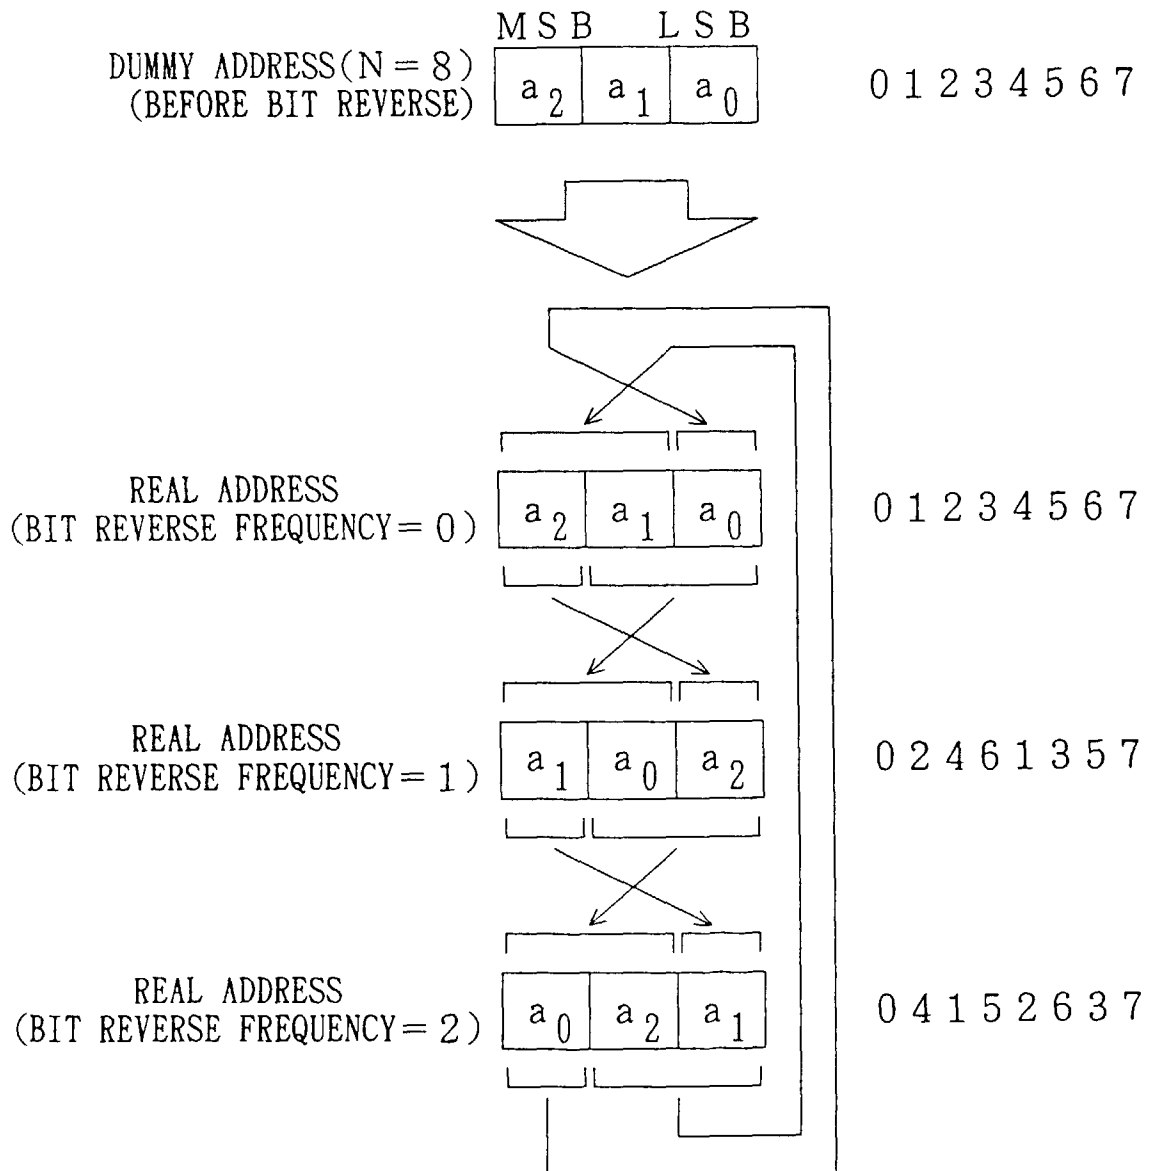 MSB LSB
DUMMY ADDRESS(N=8)
(BEFORE BIT REVERSE)
a2 a1 a0
0 1 2 3 4 5 6 7
REAL ADDRESS
(BIT REVERSE FREQUENCY=0)
a2 a1 a0
0 1 2 3 4 5 6 7
REAL ADDRESS
(BIT REVERSE FREQUENCY=1)
a1 a0 a2
0 2 4 6 1 3 5 7
REAL ADDRESS
(BIT REVERSE FREQUENCY=2)
a0 a2 a1
0 4 1 5 2 6 3 7